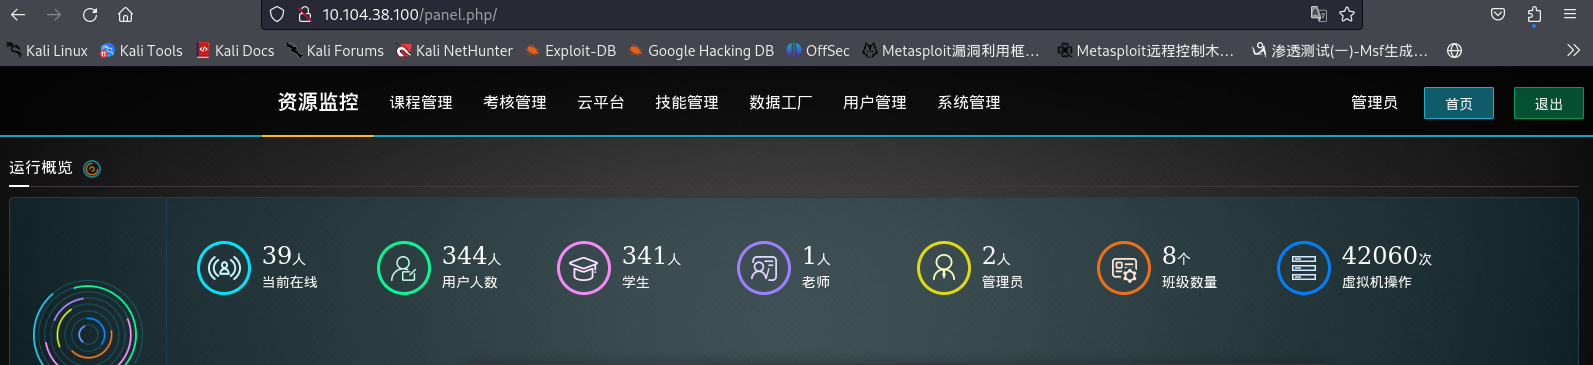 10.104.38.100/panel.php/
Kali Linux Kali Tools Kali Docs Kali Forums Kali NetHunter Exploit-DB Google Hacking DB OffSec Metasploit漏洞利用框… Metasploit远程控制木… 渗透测试(一)-Msf生成…
资源监控 课程管理 考核管理 云平台 技能管理 数据工厂 用户管理 系统管理 管理员 首页 退出
运行概览
39人 344人 341人 1人 2人 8个 42060次
当前在线 用户人数 学生 老师 管理员 班级数量 虚拟机操作